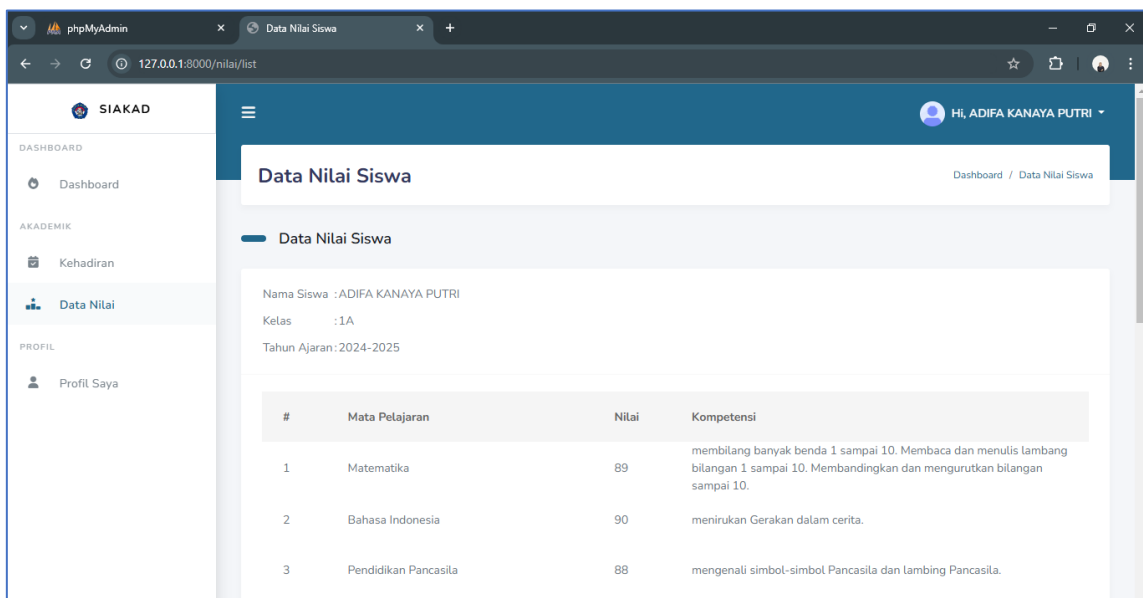 phpMyAdmin
Data Nilai Siswa
127.0.0.1:8000/nilai/list
SIAKAD
Hi, ADIFA KANAYA PUTRI
DASHBOARD
Dashboard
AKADEMIK
Kehadiran
Data Nilai
PROFIL
Profil Saya
Data Nilai Siswa
Dashboard / Data Nilai Siswa
Data Nilai Siswa
Nama Siswa : ADIFA KANAYA PUTRI
Kelas : 1A
Tahun Ajaran : 2024-2025
# Mata Pelajaran Nilai Kompetensi
1 Matematika 89 membilang banyak benda 1 sampai 10. Membaca dan menulis lambang
bilangan 1 sampai 10. Membandingkan dan mengurutkan bilangan
sampai 10.
2 Bahasa Indonesia 90 menirukan Gerakan dalam cerita.
3 Pendidikan Pancasila 88 mengenali simbol-simbol Pancasila dan lambing Pancasila.